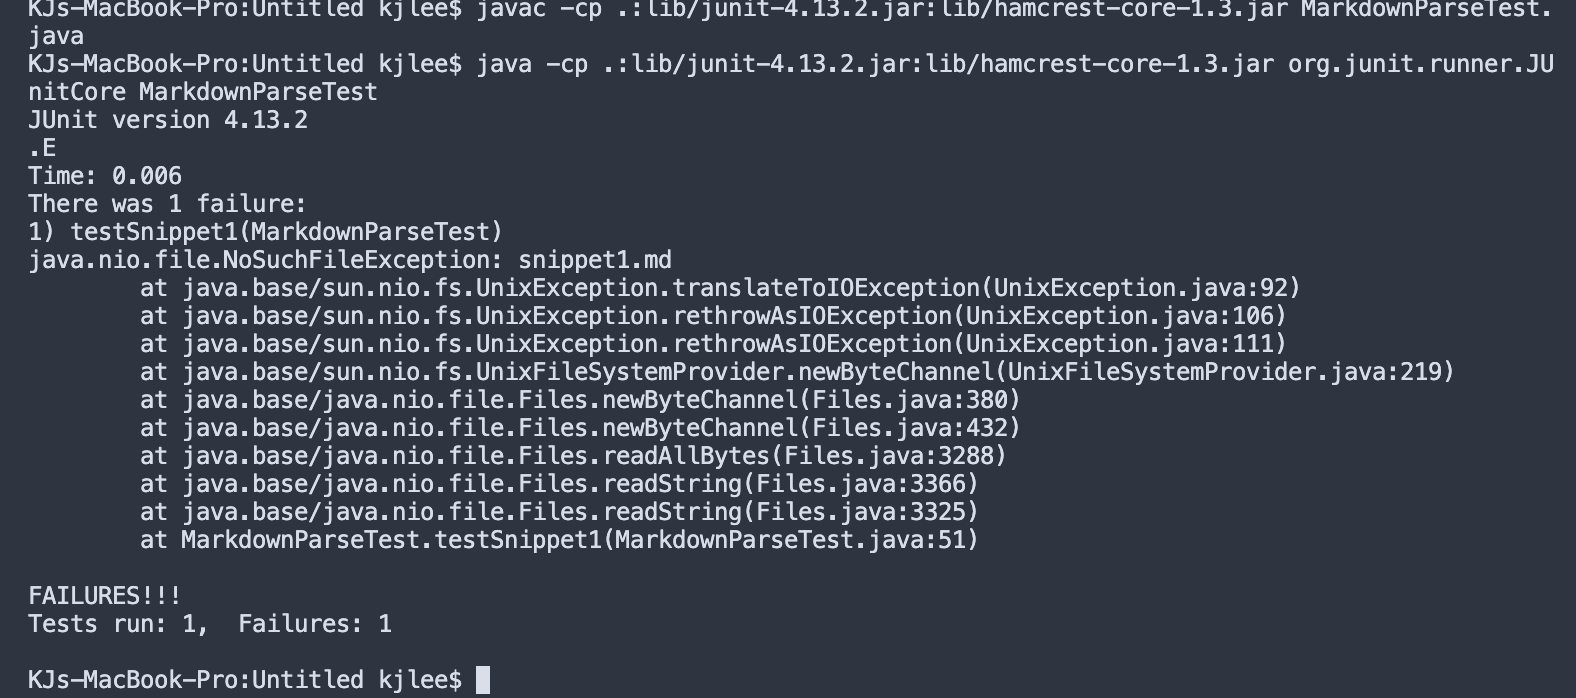 KJs-MacBook-Pro:Untitled kjlee$ javac -cp .:lib/junit-4.13.2.jar:lib/hamcrest-core-1.3.jar MarkdownParseTest.
java
KJs-MacBook-Pro:Untitled kjlee$ java -cp .:lib/junit-4.13.2.jar:lib/hamcrest-core-1.3.jar org.junit.runner.JU
nitCore MarkdownParseTest
JUnit version 4.13.2
.E
Time: 0.006
There was 1 failure:
1) testSnippet1(MarkdownParseTest)
java.nio.file.NoSuchFileException: snippet1.md
        at java.base/sun.nio.fs.UnixException.translateToIOException(UnixException.java:92)
        at java.base/sun.nio.fs.UnixException.rethrowAsIOException(UnixException.java:106)
        at java.base/sun.nio.fs.UnixException.rethrowAsIOException(UnixException.java:111)
        at java.base/sun.nio.fs.UnixFileSystemProvider.newByteChannel(UnixFileSystemProvider.java:219)
        at java.base/java.nio.file.Files.newByteChannel(Files.java:380)
        at java.base/java.nio.file.Files.newByteChannel(Files.java:432)
        at java.base/java.nio.file.Files.readAllBytes(Files.java:3288)
        at java.base/java.nio.file.Files.readString(Files.java:3366)
        at java.base/java.nio.file.Files.readString(Files.java:3325)
        at MarkdownParseTest.testSnippet1(MarkdownParseTest.java:51)

FAILURES!!!
Tests run: 1,  Failures: 1

KJs-MacBook-Pro:Untitled kjlee$